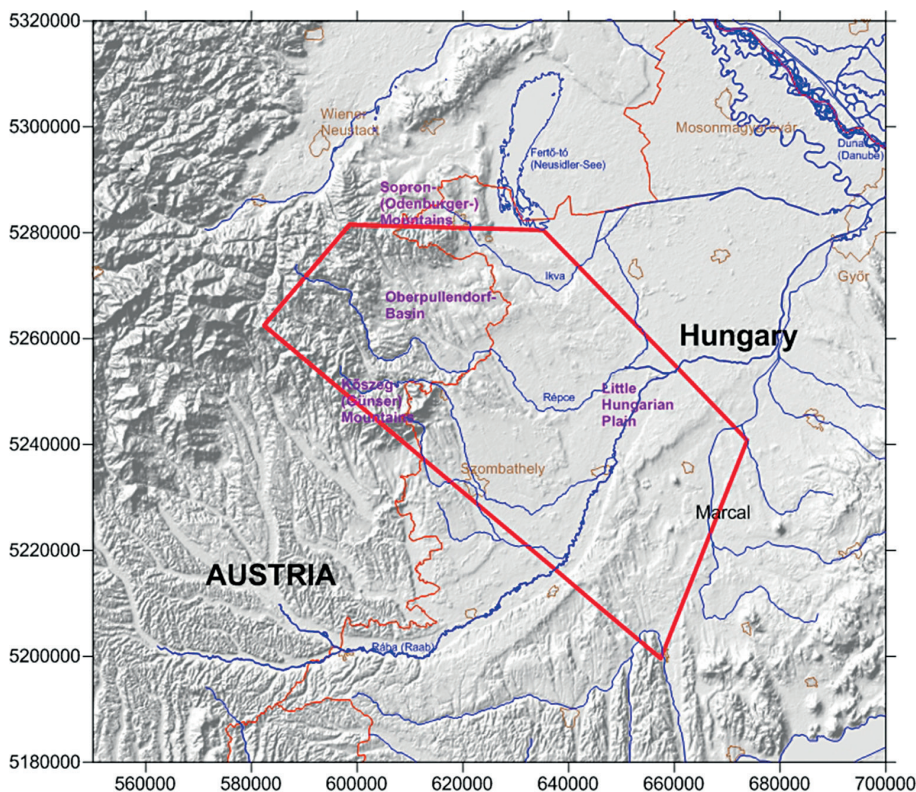 5320000
5300000
5280000
5260000
5240000
5220000
5200000
5180000
Wiener
Neustadt
Mosonmagyaróvár
Duna
(Danube)
Fertő-tó
(Neusidler-See)
Sopron-
(Odenburger-)
Mountains
Győr
Ikva
Oberpullendorf-
Basin
Hungary
Kőszeg-
(Günser)
Mountains
Répce
Little
Hungarian
Plain
Szombathely
Marcal
AUSTRIA
Rába (Raab)
560000 580000 600000 620000 640000 660000 680000 700000